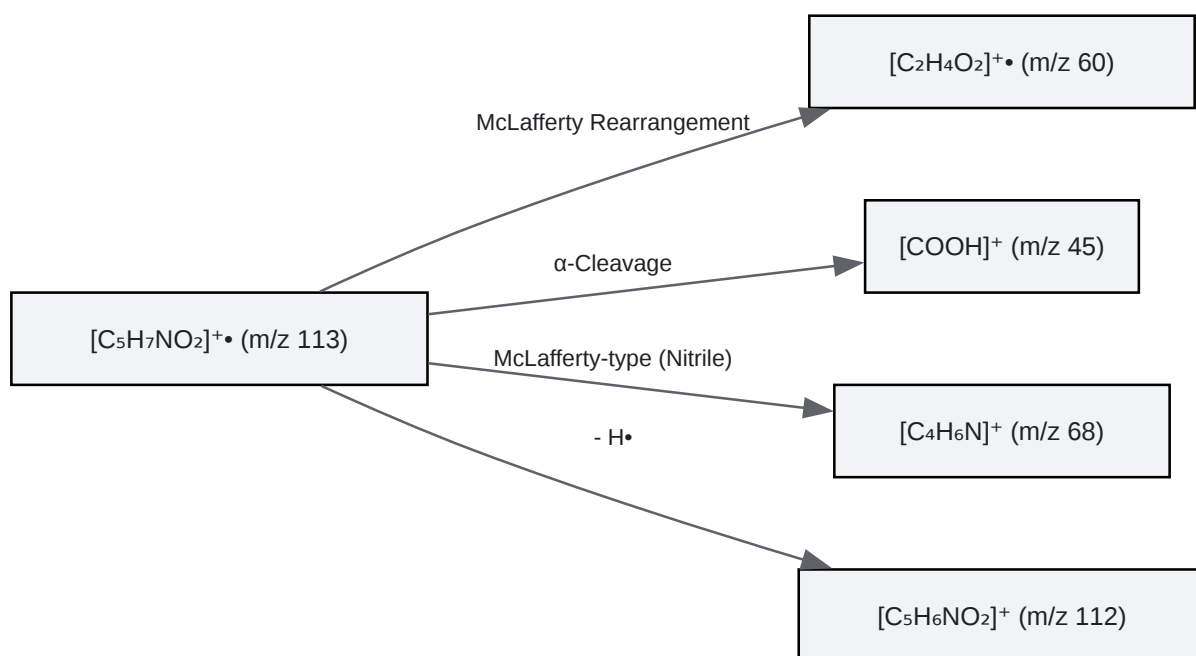 [C₂H₄O₂]⁺• (m/z 60)
McLafferty Rearrangement
[COOH]⁺ (m/z 45)
α-Cleavage
[C₅H₇NO₂]⁺• (m/z 113)
McLafferty-type (Nitrile)
[C₄H₆N]⁺ (m/z 68)
- H•
[C₅H₆NO₂]⁺ (m/z 112)